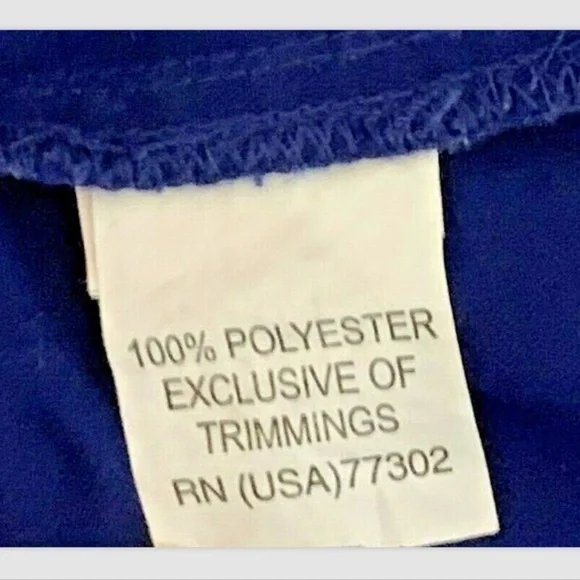 100% POLYESTER
EXCLUSIVE OF
TRIMMINGS
RN (USA)77302